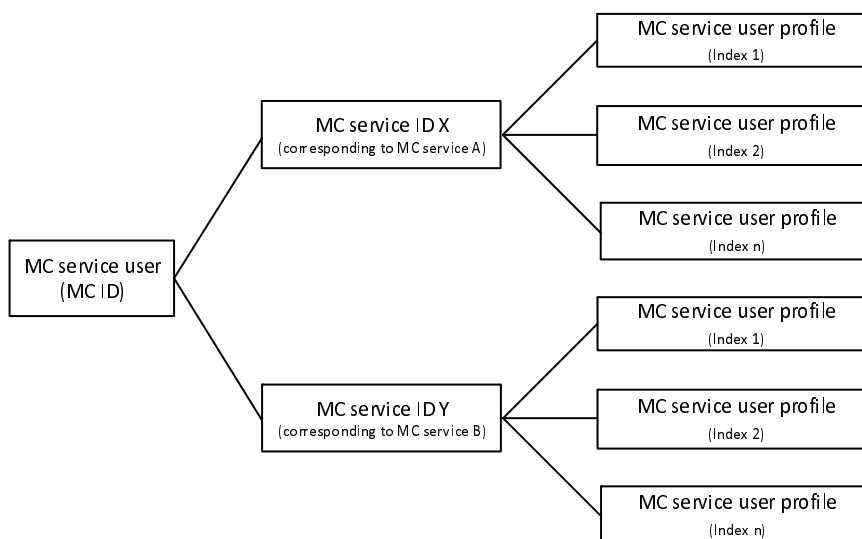 MC service user profile
(Index 1)
MC service ID X
(corresponding to MC service A)
MC service user profile
(Index 2)
MC service user profile
(Index n)
MC service user
(MC ID)
MC service user profile
(Index 1)
MC service ID Y
(corresponding to MC service B)
MC service user profile
(Index 2)
MC service user profile
(Index n)